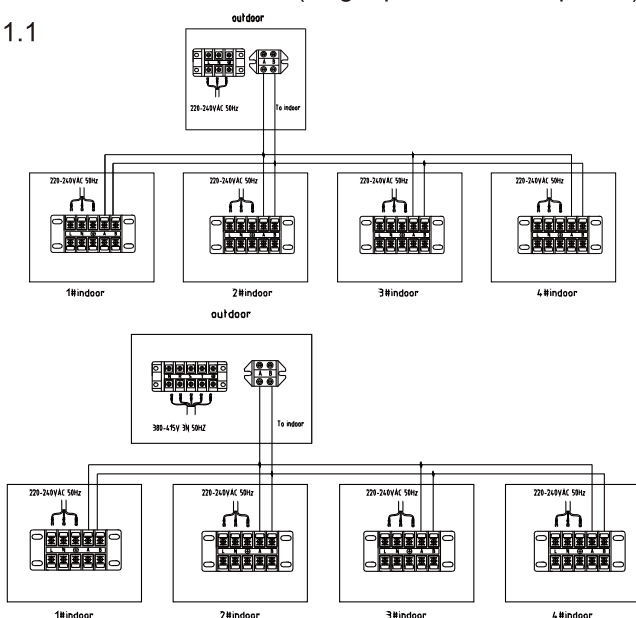 1.1
outdoor
A B
220-240VAC 50Hz
To indoor
220-240VAC 50Hz
220-240VAC 50Hz
220-240VAC 50Hz
220-240VAC 50Hz
L N A B
L N A
L N A
L N A
1#indoor
2#indoor
3#indoor
4#indoor
outdoor
A B
380-415V 3N 50HZ
To indoor
220-240VAC 50Hz
220-240VAC 50Hz
220-240VAC 50Hz
220-240VAC 50Hz
L N A B
L N A B
L N A
L N A B
1#indoor
2#indoor
3#indoor
4#indoor